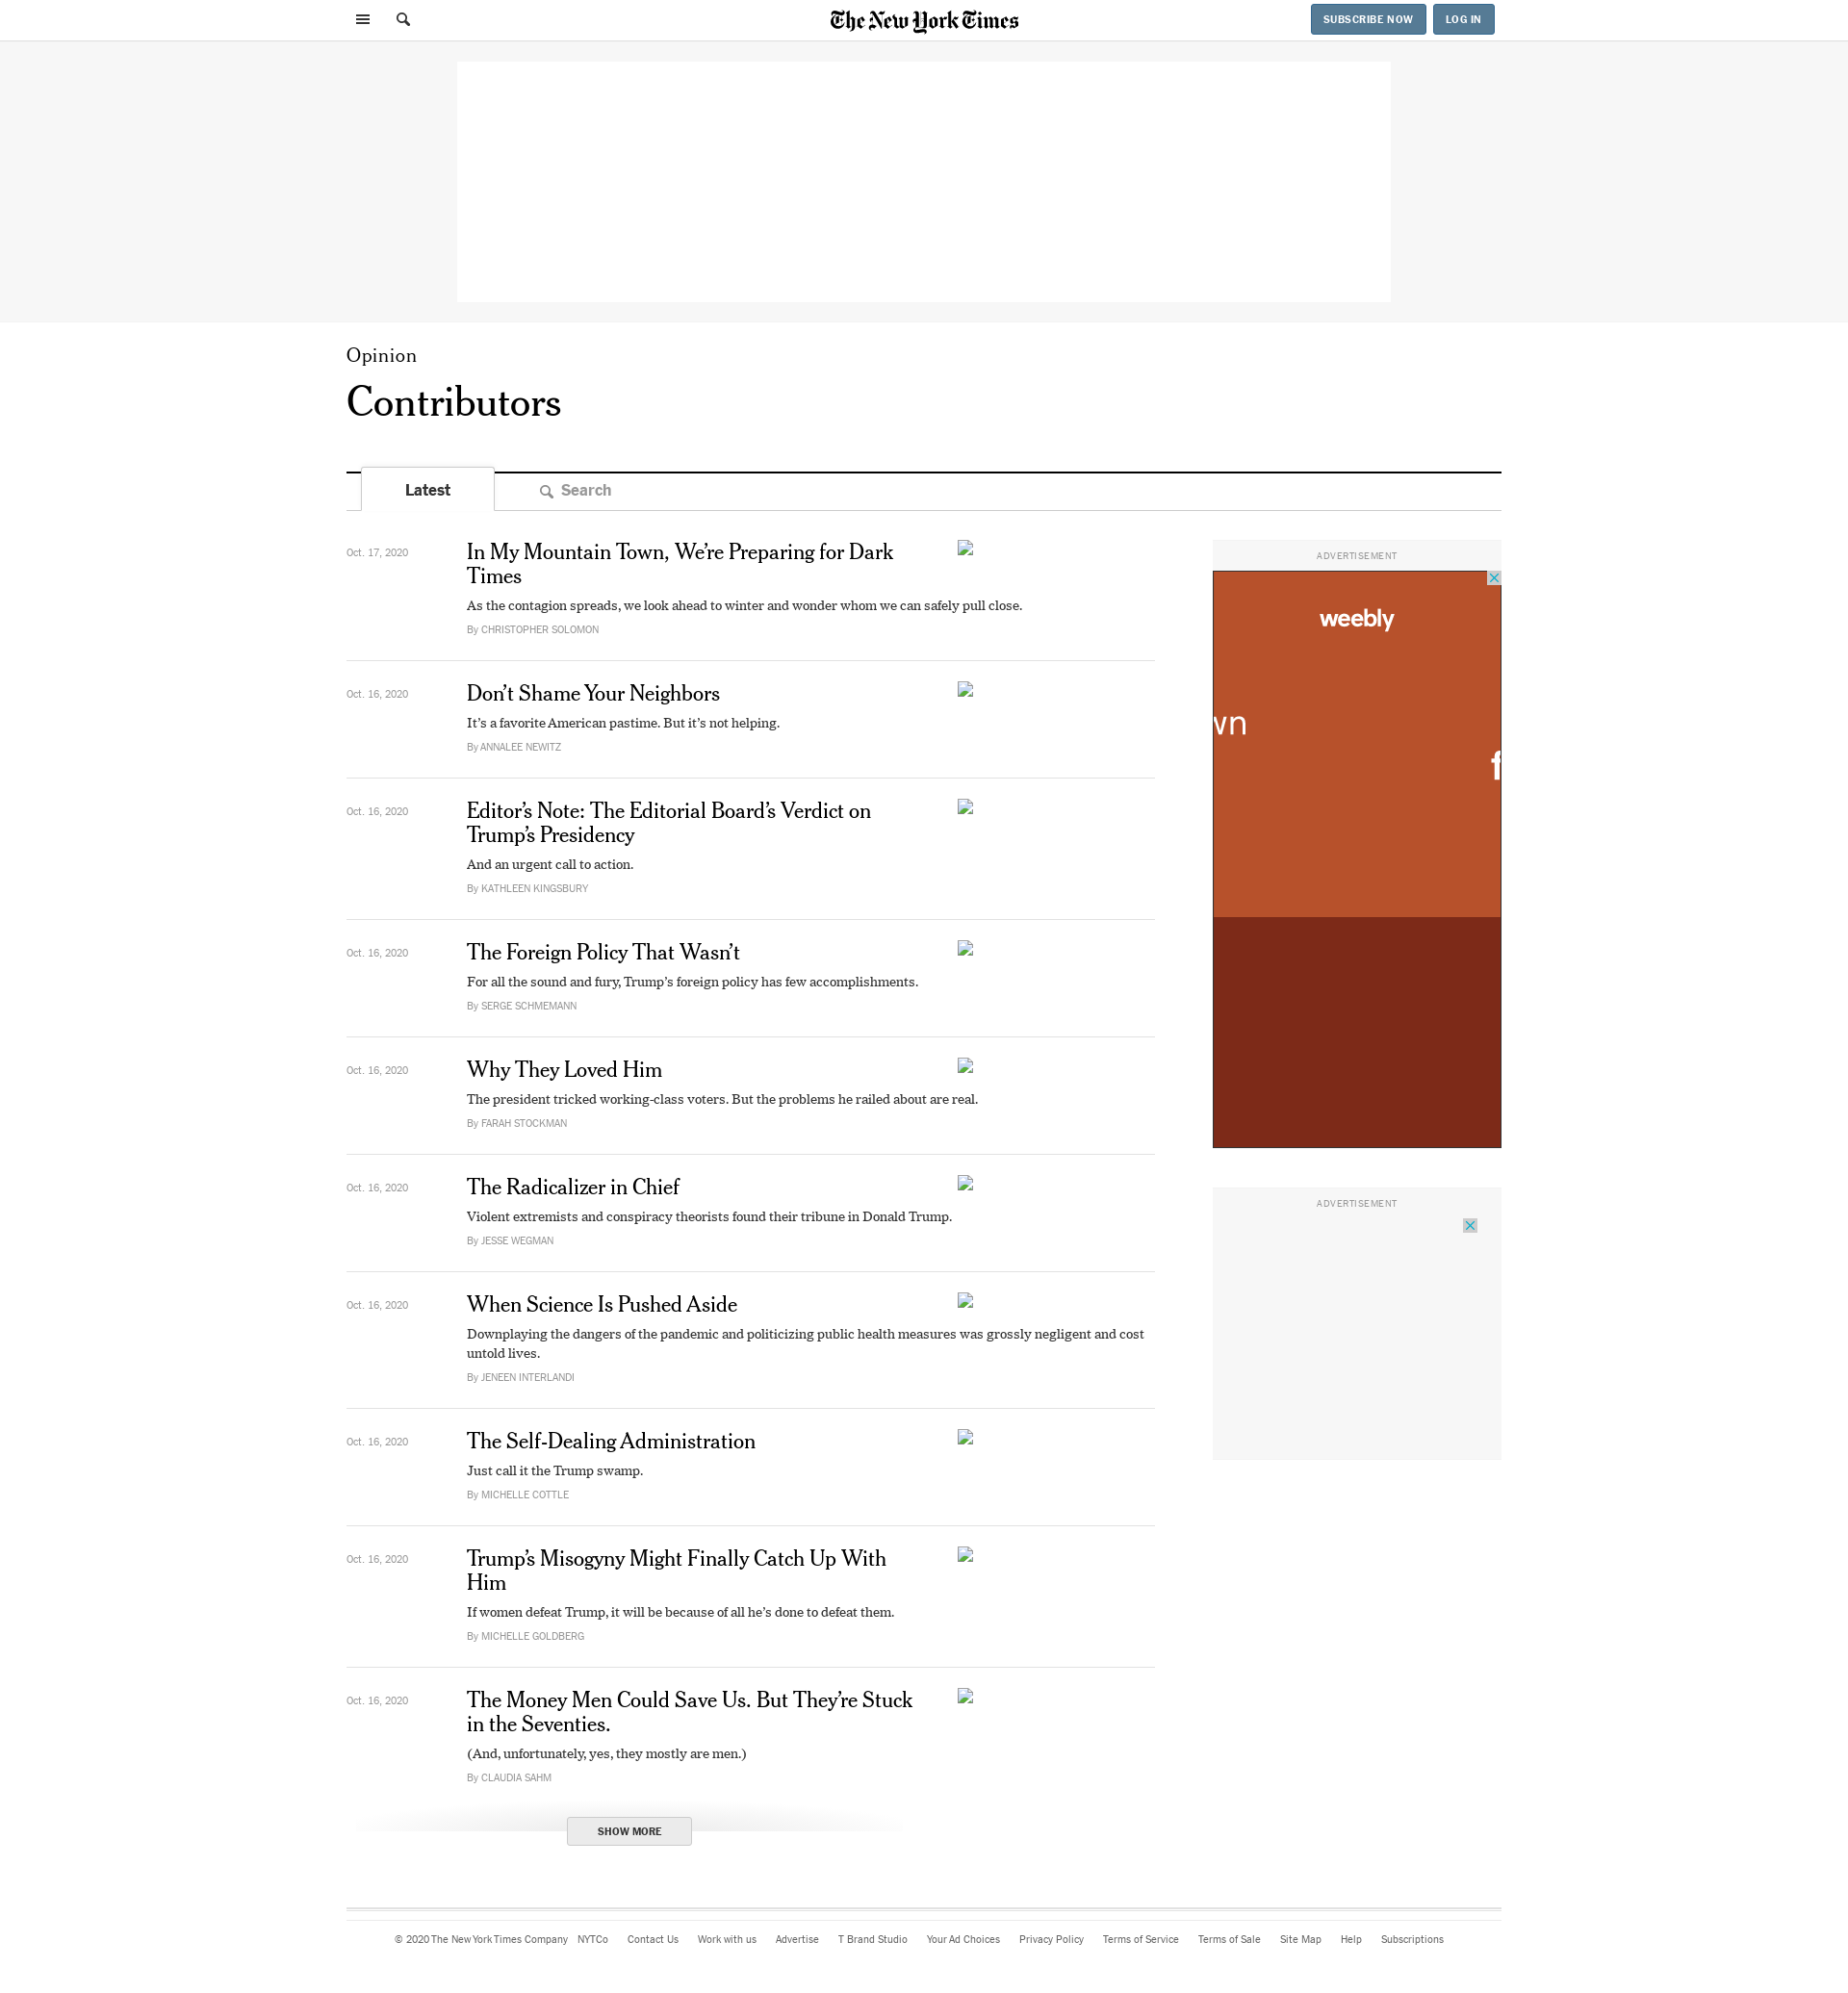 The New York Times
SUBSCRIBE NOW
LOG IN
Opinion
Contributors
Latest
Search
Oct. 17, 2020
In My Mountain Town, We’re Preparing for Dark
Times
As the contagion spreads, we look ahead to winter and wonder whom we can safely pull close.
By CHRISTOPHER SOLOMON
Oct. 16, 2020
Don’t Shame Your Neighbors
It’s a favorite American pastime. But it’s not helping.
By ANNALEE NEWITZ
Oct. 16, 2020
Editor’s Note: The Editorial Board’s Verdict on
Trump’s Presidency
And an urgent call to action.
By KATHLEEN KINGSBURY
Oct. 16, 2020
The Foreign Policy That Wasn’t
For all the sound and fury, Trump’s foreign policy has few accomplishments.
By SERGE SCHMEMANN
Oct. 16, 2020
Why They Loved Him
The president tricked working-class voters. But the problems he railed about are real.
By FARAH STOCKMAN
Oct. 16, 2020
The Radicalizer in Chief
Violent extremists and conspiracy theorists found their tribune in Donald Trump.
By JESSE WEGMAN
Oct. 16, 2020
When Science Is Pushed Aside
Downplaying the dangers of the pandemic and politicizing public health measures was grossly negligent and cost
untold lives.
By JENEEN INTERLANDI
Oct. 16, 2020
The Self-Dealing Administration
Just call it the Trump swamp.
By MICHELLE COTTLE
Oct. 16, 2020
Trump’s Misogyny Might Finally Catch Up With
Him
If women defeat Trump, it will be because of all he’s done to defeat them.
By MICHELLE GOLDBERG
Oct. 16, 2020
The Money Men Could Save Us. But They’re Stuck
in the Seventies.
(And, unfortunately, yes, they mostly are men.)
By CLAUDIA SAHM
SHOW MORE
ADVERTISEMENT
weebly
wn
f
ADVERTISEMENT
© 2020 The New York Times Company NYTCo Contact Us Work with us Advertise T Brand Studio Your Ad Choices Privacy Policy Terms of Service Terms of Sale Site Map Help Subscriptions